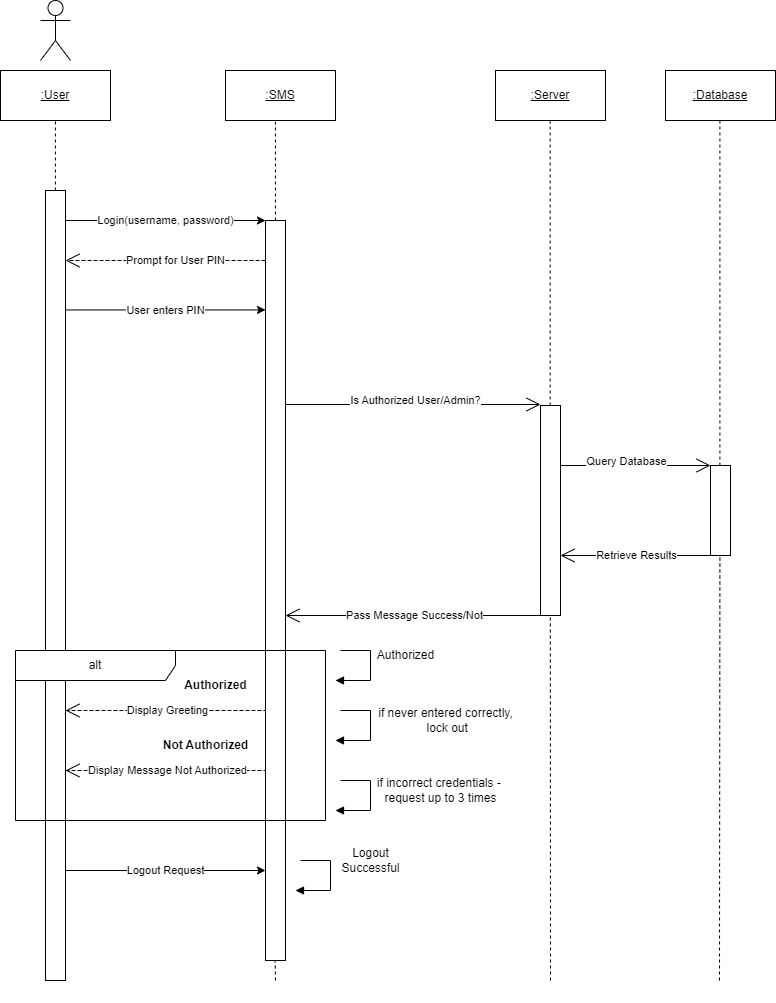 :User
:SMS
:Server
:Database
Login(username, password)
Prompt for User PIN
User enters PIN
Is Authorized User/Admin?
Query Database
Retrieve Results
Pass Message Success/Not
alt
Authorized
Authorized
Display Greeting
if never entered correctly,
lock out
Not Authorized
Display Message Not Authorized
if incorrect credentials -
request up to 3 times
Logout Request
Logout
Successful